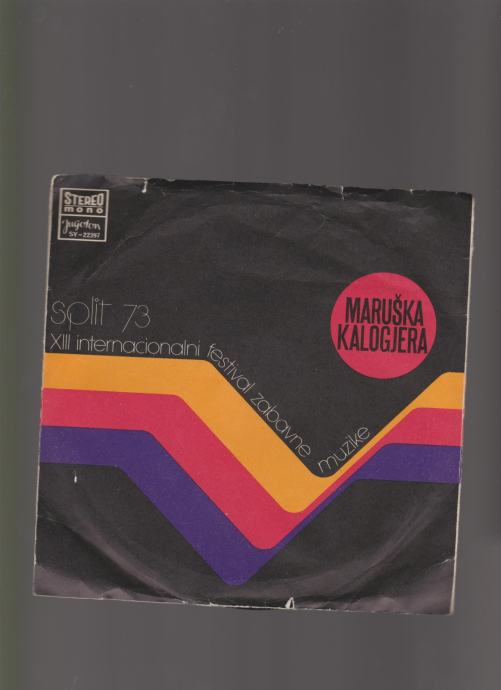 STEREO
mono
Jugoton
SY-22397
split 73
XIII internacionalni festival zabavne muzike
MARUŠKA
KALOGJERA